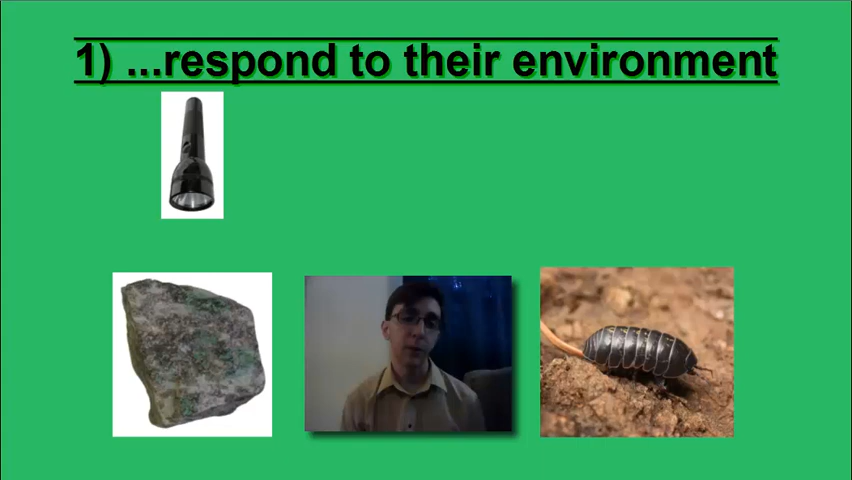 1) ...respond to their environment